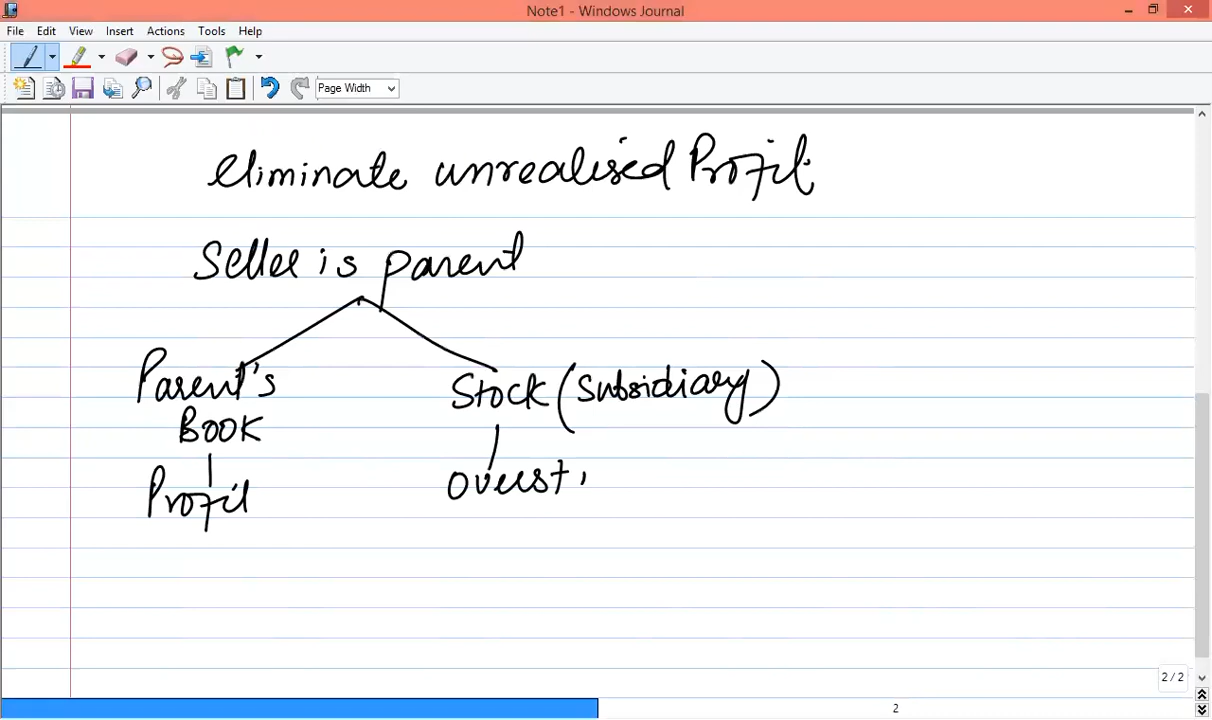 Note1 - Windows Journal
File Edit View Insert Actions Tools Help
Page Width
eliminate unrealised Profit
Seller is parent
Parent's Stock (Subsidiary)
BOOK
Profit Overst
2 / 2
2